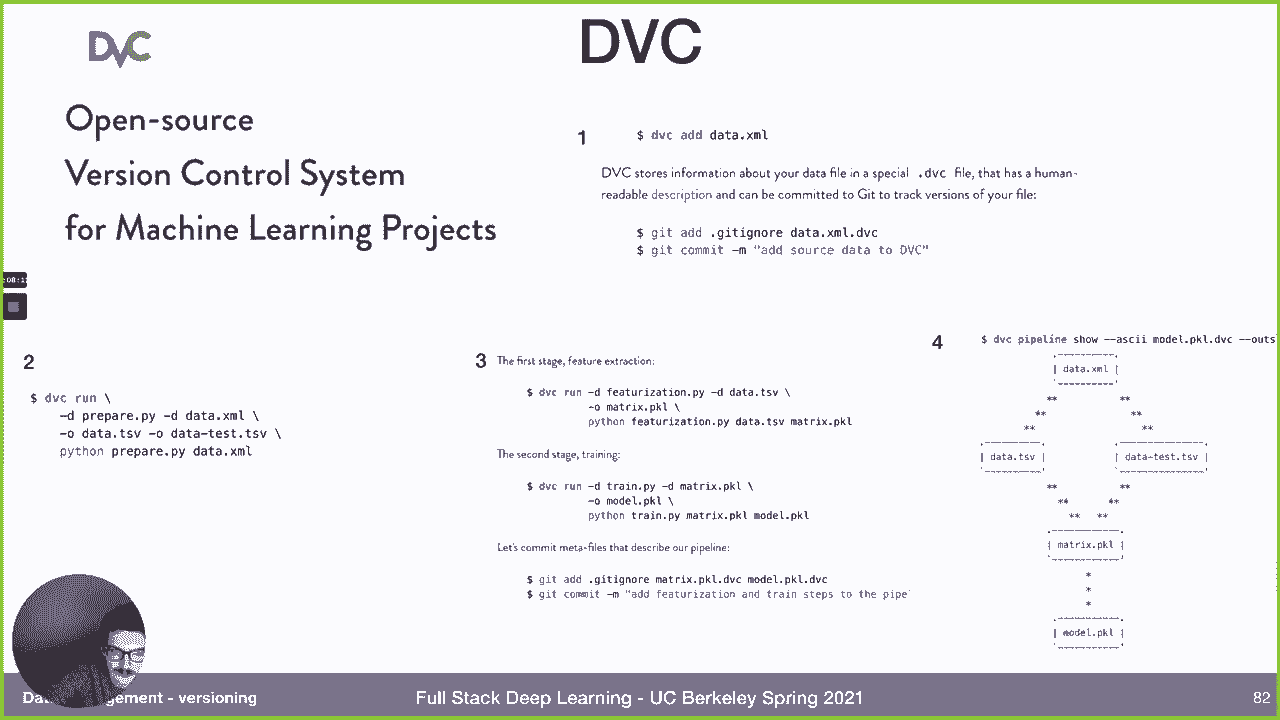 DVC
DVC
Open-source
Version Control System
for Machine Learning Projects
1
$ dvc add data.xml
DVC stores information about your data file in a special .dvc file, that has a human-
readable description and can be committed to Git to track versions of your file:
$ git add .gitignore data.xml.dvc
$ git commit -m "add source data to DVC"
2
$ dvc run \
-d prepare.py -d data.xml \
-o data.tsv -o data-test.tsv \
python prepare.py data.xml
3
The first stage, feature extraction:
$ dvc run -d featurization.py -d data.tsv \
-o matrix.pkl \
python featurization.py data.tsv matrix.pkl
The second stage, training:
$ dvc run -d train.py -d matrix.pkl \
-o model.pkl \
python train.py matrix.pkl model.pkl
Let's commit meta-files that describe our pipeline:
$ git add .gitignore matrix.pkl.dvc model.pkl.dvc
$ git commit -m "add featurization and train steps to the pipe
4
$ dvc pipeline show --ascii model.pkl.dvc --outs
data.xml
data.tsv
data-test.tsv
matrix.pkl
model.pkl
- versioning
Full Stack Deep Learning - UC Berkeley Spring 2021
82